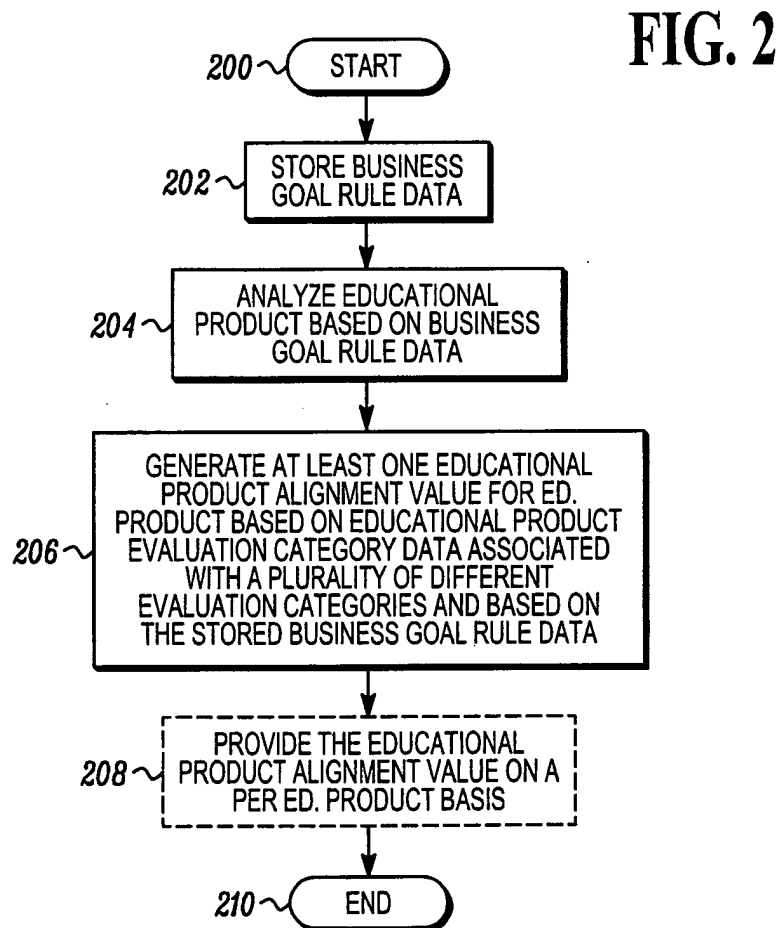 FIG. 2
200
START
202
STORE BUSINESS
GOAL RULE DATA
204
ANALYZE EDUCATIONAL
PRODUCT BASED ON BUSINESS
GOAL RULE DATA
206
GENERATE AT LEAST ONE EDUCATIONAL
PRODUCT ALIGNMENT VALUE FOR ED.
PRODUCT BASED ON EDUCATIONAL PRODUCT
EVALUATION CATEGORY DATA ASSOCIATED
WITH A PLURALITY OF DIFFERENT
EVALUATION CATEGORIES AND BASED ON
THE STORED BUSINESS GOAL RULE DATA
208
PROVIDE THE EDUCATIONAL
PRODUCT ALIGNMENT VALUE ON A
PER ED. PRODUCT BASIS
210
END